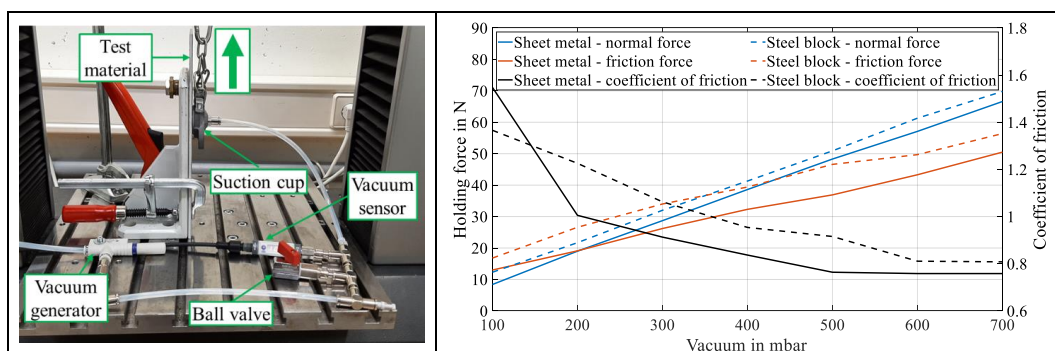 Test
material
Suction cup
Vacuum
sensor
Vacuum
generator
Ball valve
Sheet metal - normal force
Sheet metal - friction force
Sheet metal - coefficient of friction
Steel block - normal force
Steel block - friction force
Steel block - coefficient of friction
Holding force in N
90
80
70
60
50
40
30
20
10
0
100
200
300
400
500
600
700
Vacuum in mbar
1.8
1.6
1.4
1.2
1
0.8
0.6
Coefficient of friction